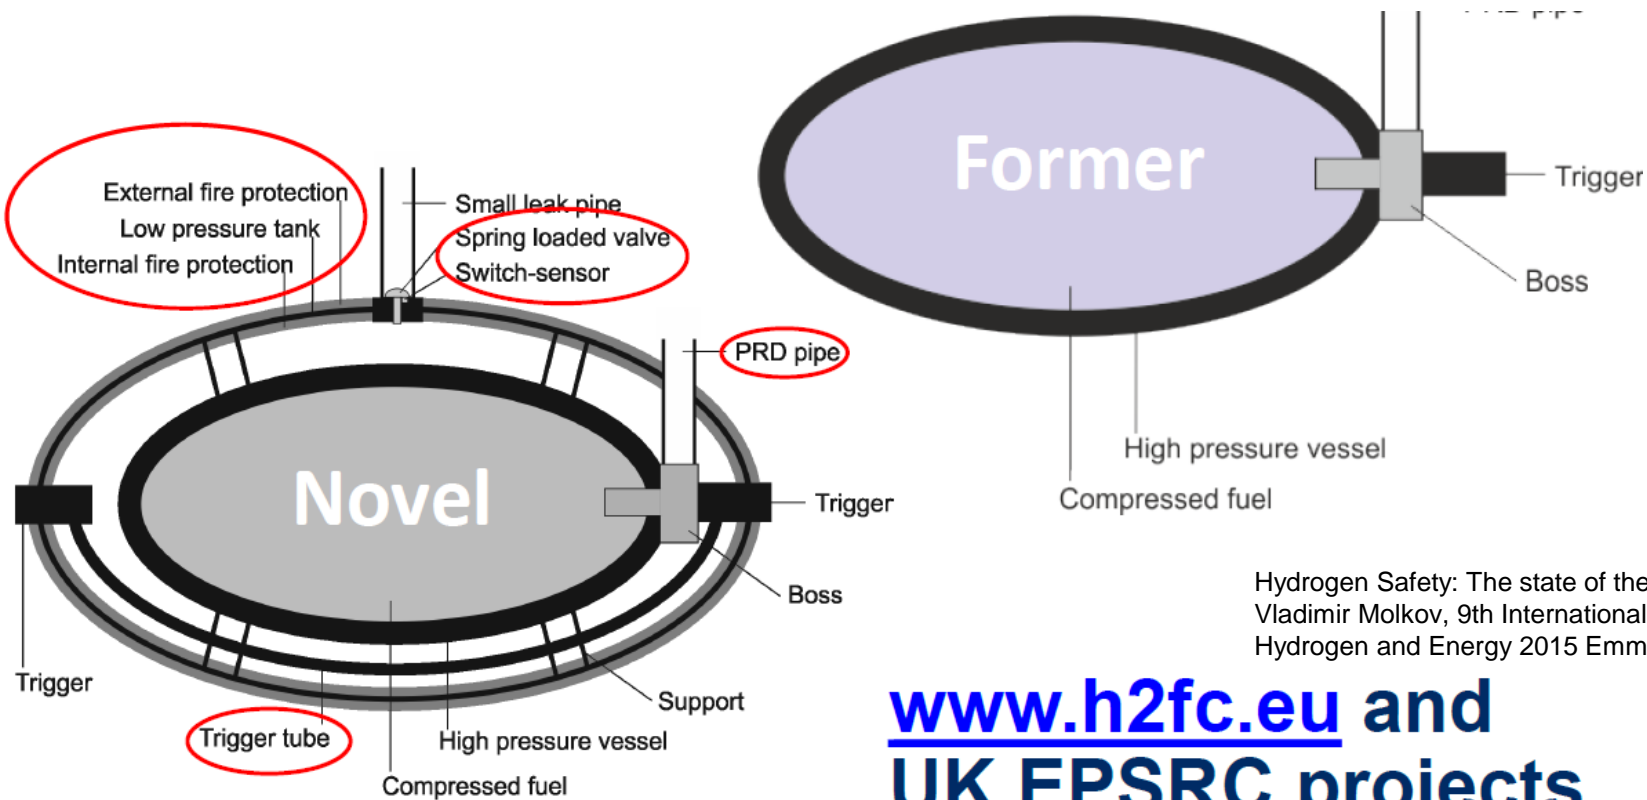 External fire protection
Low pressure tank
Internal fire protection
Small leak pipe
Spring loaded valve
Switch-sensor
PRD pipe
Novel
Trigger
Boss
Trigger
Support
Trigger tube
High pressure vessel
Compressed fuel
PRD pipe
Former
Trigger
Boss
High pressure vessel
Compressed fuel
Hydrogen Safety: The state of the
Vladimir Molkov, 9th International
Hydrogen and Energy 2015 Emm
www.h2fc.eu and
UK EPSRC projects